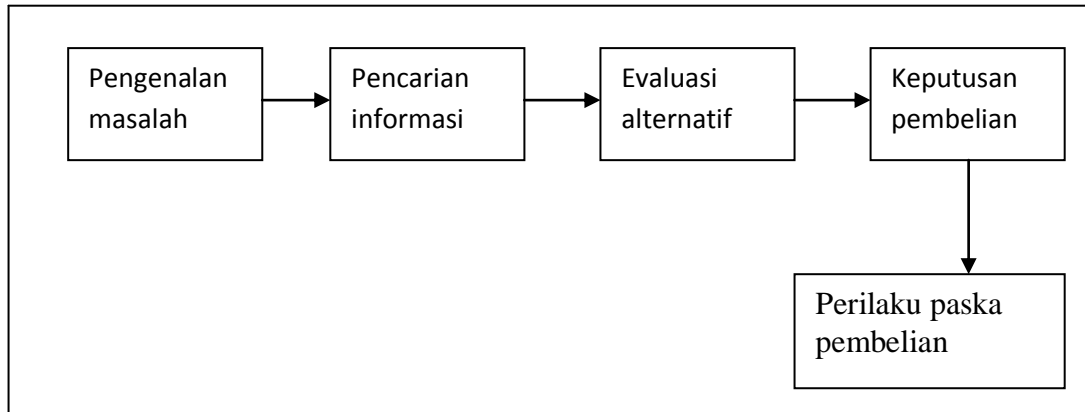 Pengenalan
masalah
Pencarian
informasi
Evaluasi
alternatif
Keputusan
pembelian
Perilaku paska
pembelian